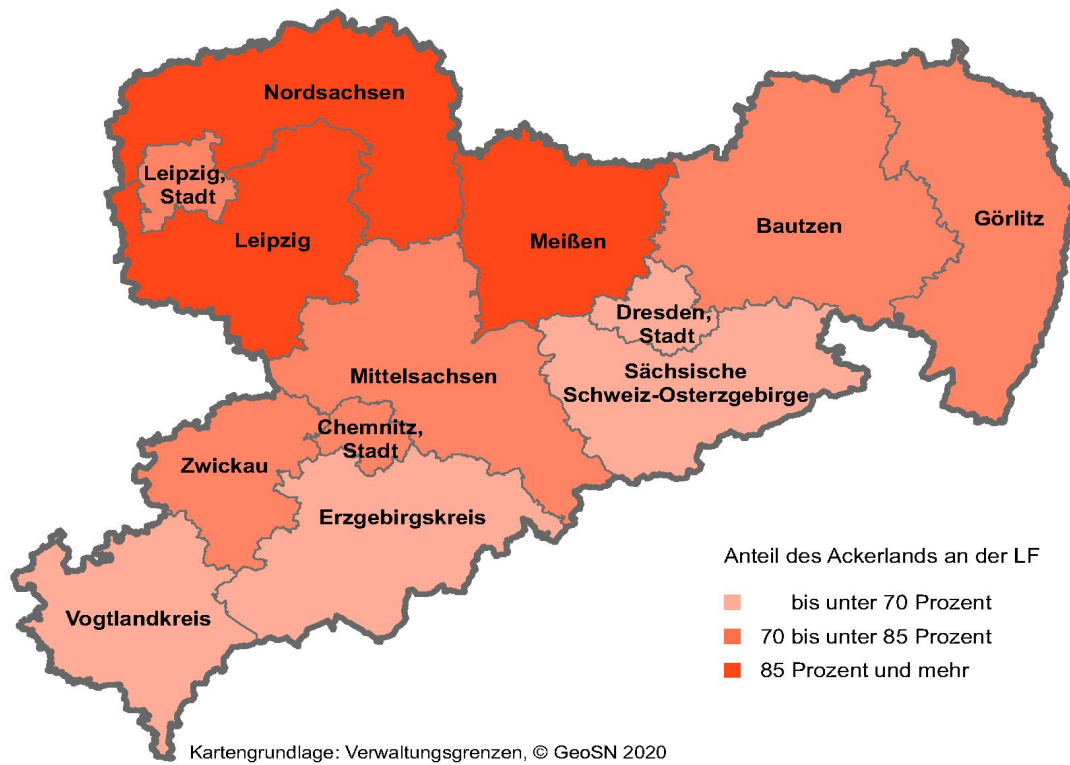 Nordsachsen
Leipzig,
Stadt
Leipzig
Meißen
Bautzen
Görlitz
Dresden,
Stadt
Sächsische
Schweiz-Osterzgebirge
Mittelsachsen
Chemnitz,
Stadt
Zwickau
Erzgebirgskreis
Vogtlandkreis
Anteil des Ackerlands an der LF
bis unter 70 Prozent
70 bis unter 85 Prozent
85 Prozent und mehr
Kartengrundlage: Verwaltungsgrenzen, © GeoSN 2020